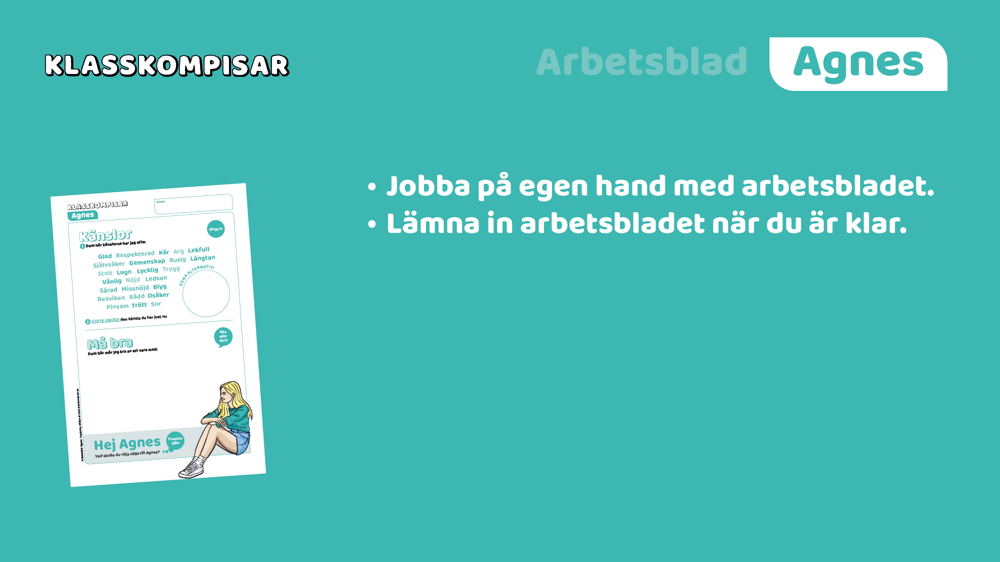 KLASSKOMPISAR
Arbetsblad Agnes
• Jobba på egen hand med arbetsbladet.
• Lämna in arbetsbladet när du är klar.
KLASSKOMPISAR
Agnes
NAMN
Känslor
Ringa in
1 Dom här känslorna har jag ofta:
Glad Respekterad Kär Arg Lekfull
Självsäker Gemenskap Busig Längtan
Stolt Lugn Lycklig Trygg
Vänlig Nöjd Ledsen
Sårad Missnöjd Blyg
Besviken Rädd Osäker
Pinsam Trött Sur
EGNA ALTERNATIV:
2 STRYK UNDER den känsla du har just nu
Må bra
Rita
eller
skriv
Dom här mår jag bra av att vara med:
Hej Agnes
Fundera
själv
Vad skulle du vilja säga till Agnes?
Arbetsblad Agnes Kopiering tillåten © 2024 klasskompisar.se